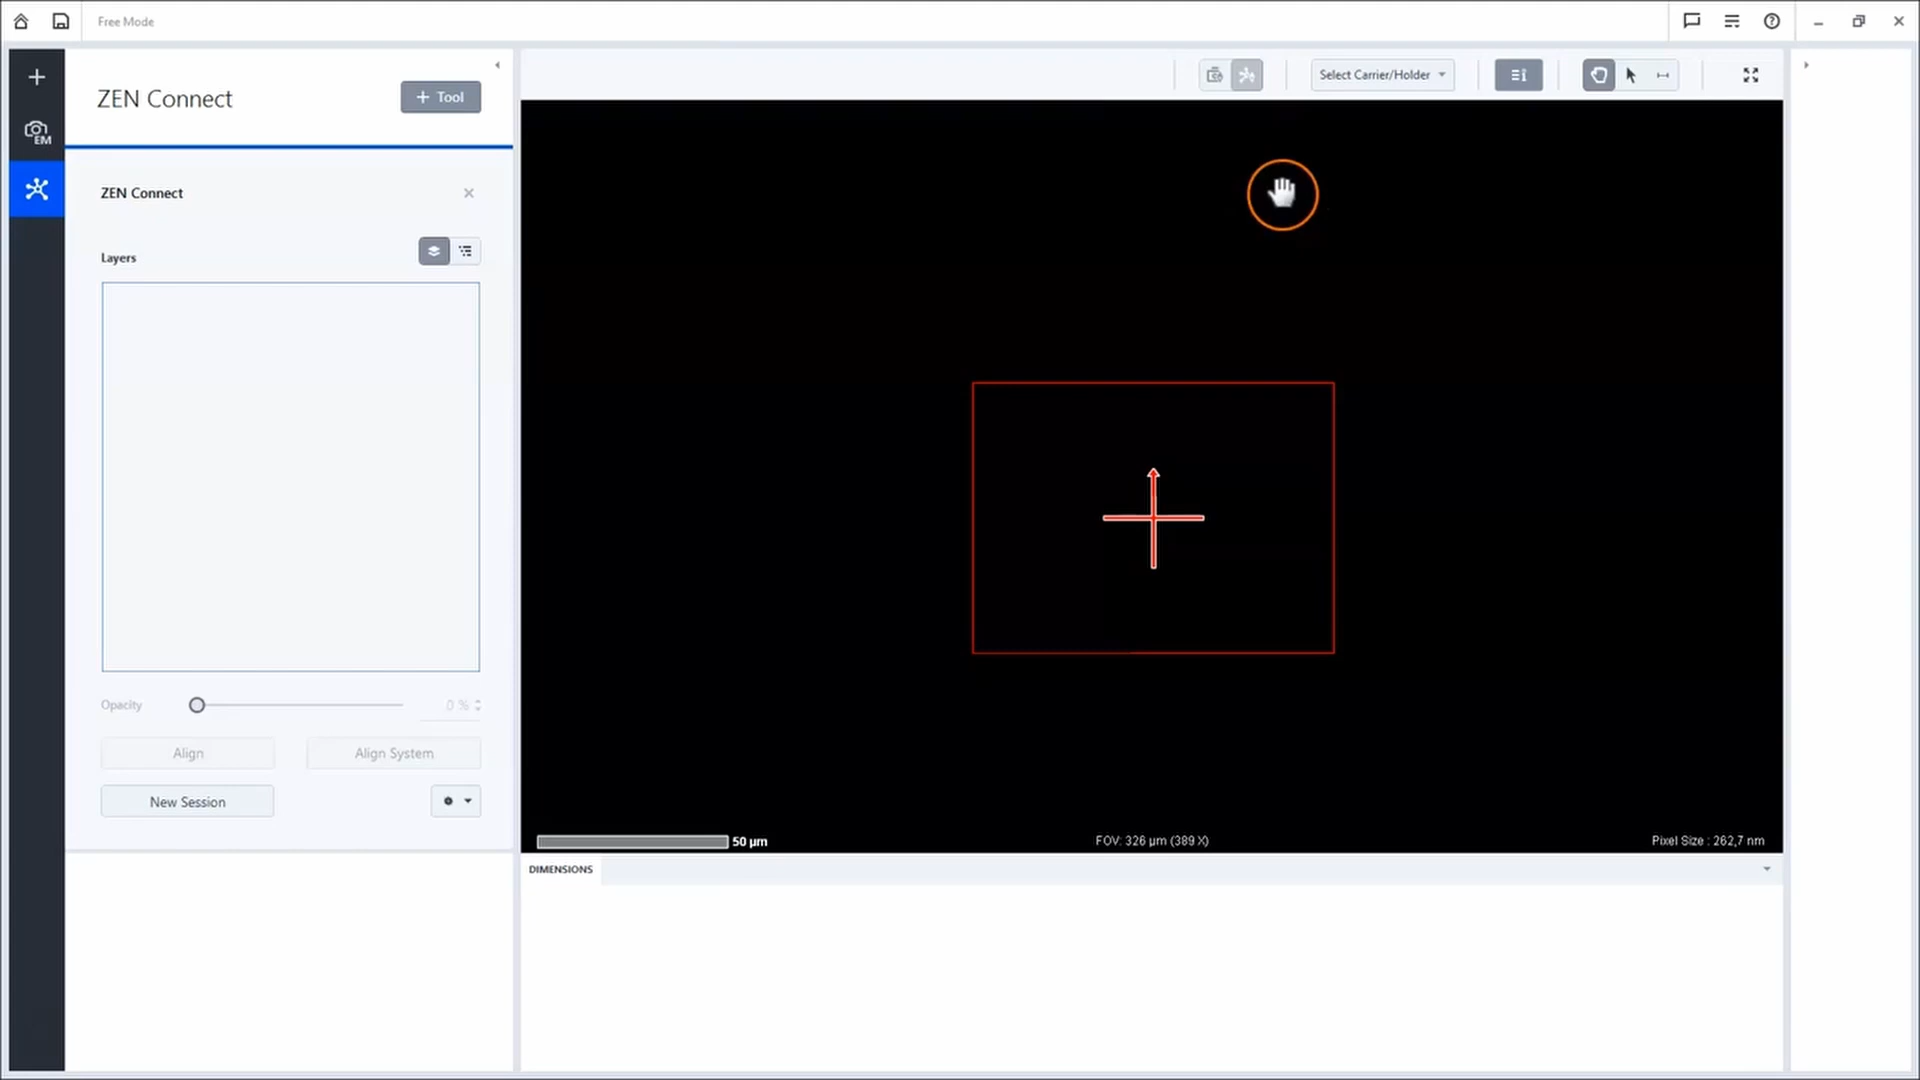 Free Mode
EM
ZEN Connect
+ Tool
Select Carrier/Holder
ZEN Connect
Layers
Opacity
0 %
Align
Align System
New Session
50 µm
FOV: 326 µm (389 X)
Pixel Size : 262,7 nm
DIMENSIONS